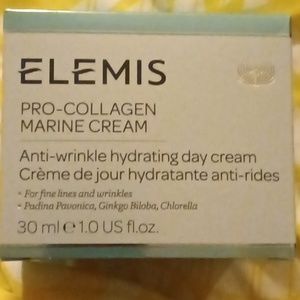 ELEMIS
PRO-COLLAGEN
MARINE CREAM
Anti-wrinkle hydrating day cream
Crème de jour hydratante anti-rides
• For fine lines and wrinkles
• Padina Pavonica, Ginkgo Biloba, Chlorella
30 ml ℮ 1.0 US fl.oz.